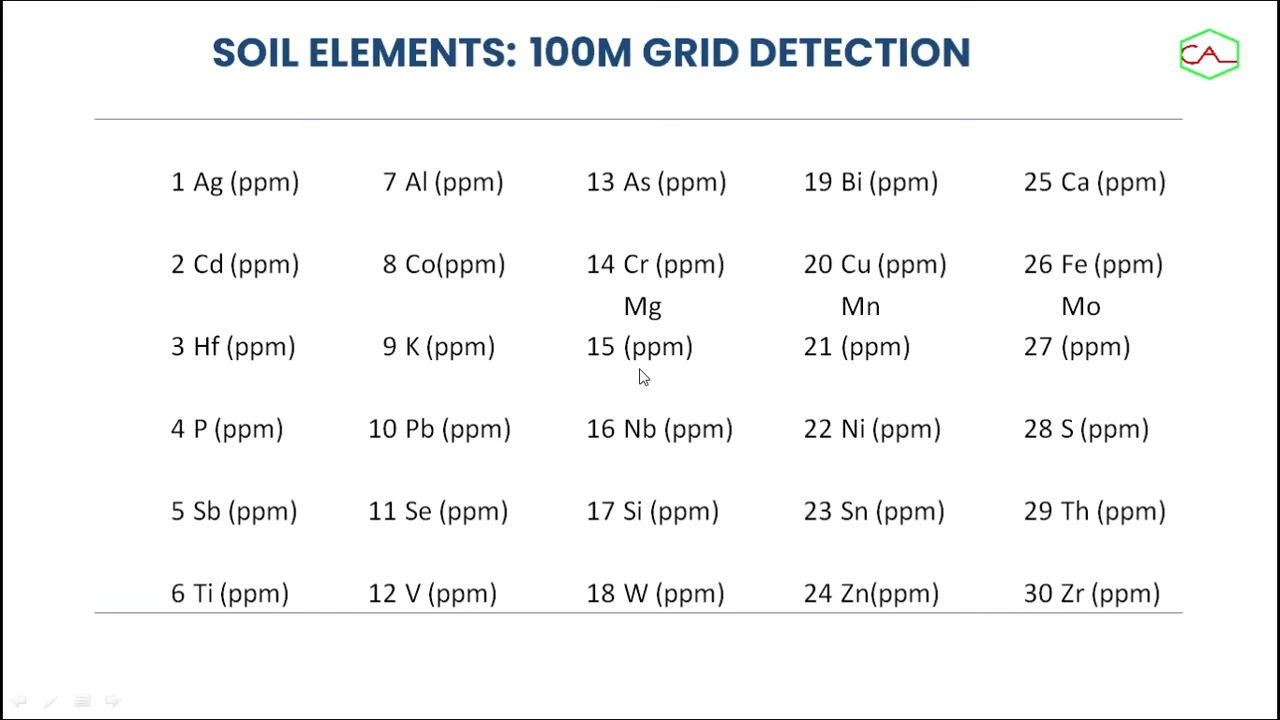 SOIL ELEMENTS: 100M GRID DETECTION
CA
1 Ag (ppm) 7 Al (ppm) 13 As (ppm) 19 Bi (ppm) 25 Ca (ppm)
2 Cd (ppm) 8 Co(ppm) 14 Cr (ppm) 20 Cu (ppm) 26 Fe (ppm)
Mg Mn Mo
3 Hf (ppm) 9 K (ppm) 15 (ppm) 21 (ppm) 27 (ppm)
4 P (ppm) 10 Pb (ppm) 16 Nb (ppm) 22 Ni (ppm) 28 S (ppm)
5 Sb (ppm) 11 Se (ppm) 17 Si (ppm) 23 Sn (ppm) 29 Th (ppm)
6 Ti (ppm) 12 V (ppm) 18 W (ppm) 24 Zn(ppm) 30 Zr (ppm)